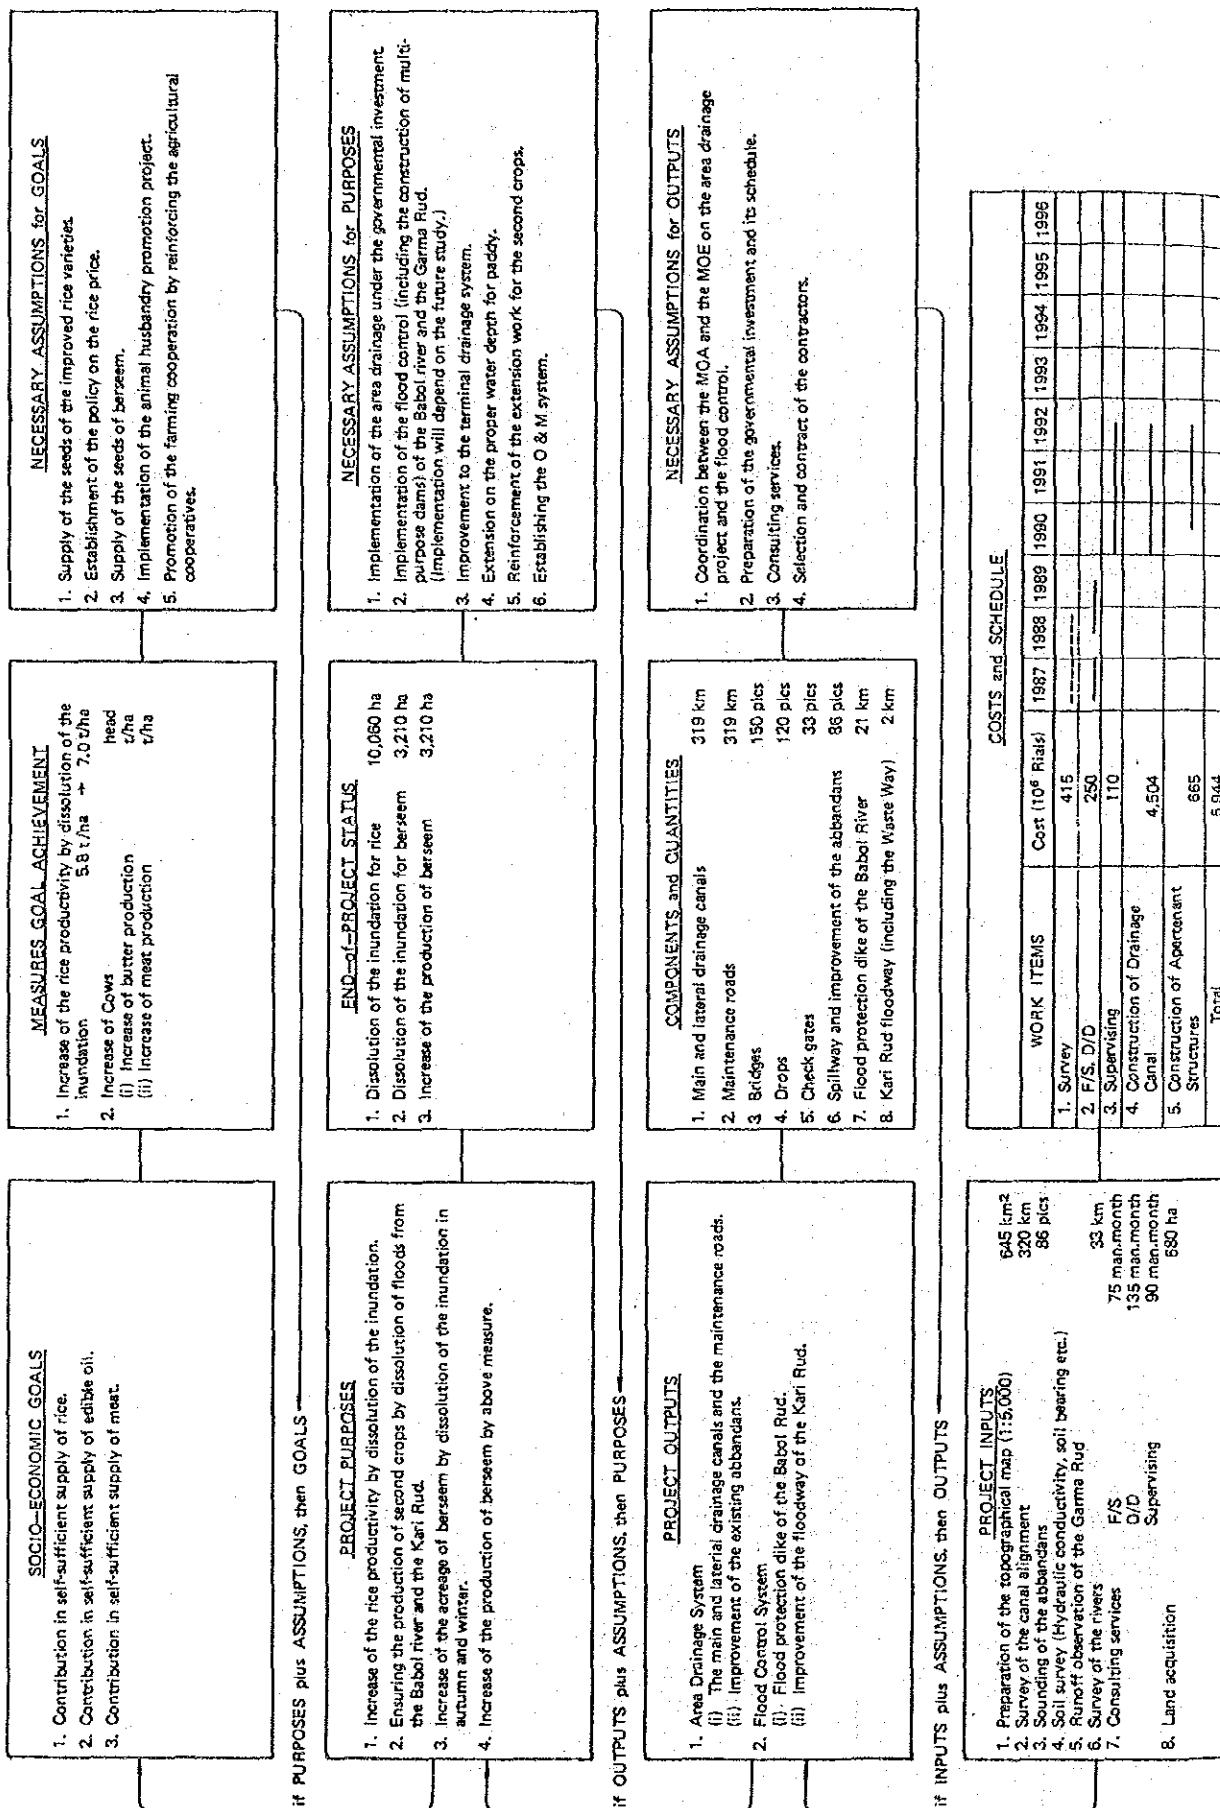 SOCIO—ECONOMIC GOALS
1. Contribution in self-sufficient supply of rice.
2. Contribution in self-sufficient supply of edible oil.
3. Contribution in self-sufficient supply of meat.
MEASURES GOAL ACHIEVEMENT
1. Increase of the rice productivity by dissolution of the
inundation 5.8 t/ha → 7.0 t/ha
2. Increase of Cows head
(i) Increase of butter production t/ha
(ii) Increase of meat production t/ha
NECESSARY ASSUMPTIONS for GOALS
1. Supply of the seeds of the improved rice varieties.
2. Establishment of the policy on the rice price.
3. Supply of the seeds of berseem.
4. Implementation of the animal husbandry promotion project.
5. Promotion of the farming cooperation by reinforcing the agricultural
cooperatives.
if PURPOSES plus ASSUMPTIONS, then GOALS
PROJECT PURPOSES
1. Increase of the rice productivity by dissolution of the inundation.
2. Ensuring the production of second crops by dissolution of floods from
the Babol river and the Kari Rud.
3. Increase of the acreage of berseem by dissolution of the inundation in
autumn and winter.
4. Increase of the production of berseem by above measure.
END—of—PROJECT STATUS
1. Dissolution of the inundation for rice 10,060 ha
2. Dissolution of the inundation for berseem 3,210 ha
3. Increase of the production of berseem 3,210 ha
NECESSARY ASSUMPTIONS for PURPOSES
1. Implementation of the area drainage under the governmental investment
2. Implementation of the flood control (including the construction of multi-
purpose dams) of the Babol river and the Garma Rud.
(Implementation will depend on the future study.)
3. Improvement to the terminal drainage system.
4. Extension on the proper water depth for paddy.
5. Reinforcement of the extension work for the second crops.
6. Establishing the O & M system.
if OUTPUTS plus ASSUMPTIONS, then PURPOSES
PROJECT OUTPUTS
1. Area Drainage System
(i) The main and laterial drainage canals and the maintenance roads.
(ii) Improvement of the existing abbandans.
2. Flood Control System
(i) Flood protection dike of the Babol Rud.
(ii) Improvement of the floodway of the Kari Rud.
COMPONENTS and QUANTITIES
1. Main and lateral drainage canals 319 km
2. Maintenance roads 319 km
3 Bridges 150 pics
4. Drops 120 pics
5. Check gates 33 pics
6. Spillway and improvement of the abbandans 86 pics
7. Flood protection dike of the Babol River 21 km
8. Kari Rud floodway (including the Waste Way) 2 km
NECESSARY ASSUMPTIONS for OUTPUTS
1. Coordination between the MOA and the MOE on the area drainage
project and the flood control.
2. Preparation of the governmental investment and its schedule.
3. Consulting services.
4. Selection and contract of the contractors.
if INPUTS plus ASSUMPTIONS, then OUTPUTS
PROJECT INPUTS
1. Preparation of the topographical map (1:5,000) 645 km²
2. Survey of the canal alignment 320 km
3. Sounding of the abbandans 86 pics
4. Soil survey (Hydraulic conductivity, soil bearing etc.)
5. Runoff observation of the Garma Rud
6. Survey of the rivers 33 km
7. Consulting services F/S 75 man.month
D/D 135 man.month
Supervising 90 man.month
8. Land acquisition 680 ha
COSTS and SCHEDULE
WORK ITEMS Cost (10⁶ Rials) 1987 1988 1989 1990 1991 1992 1993 1994 1995 1996
1. Survey 415
2. F/S, D/D 250
3. Supervising 110
4. Construction of Drainage
Canal 4,504
5. Construction of Apertenant
Structures 665
Total 5,944